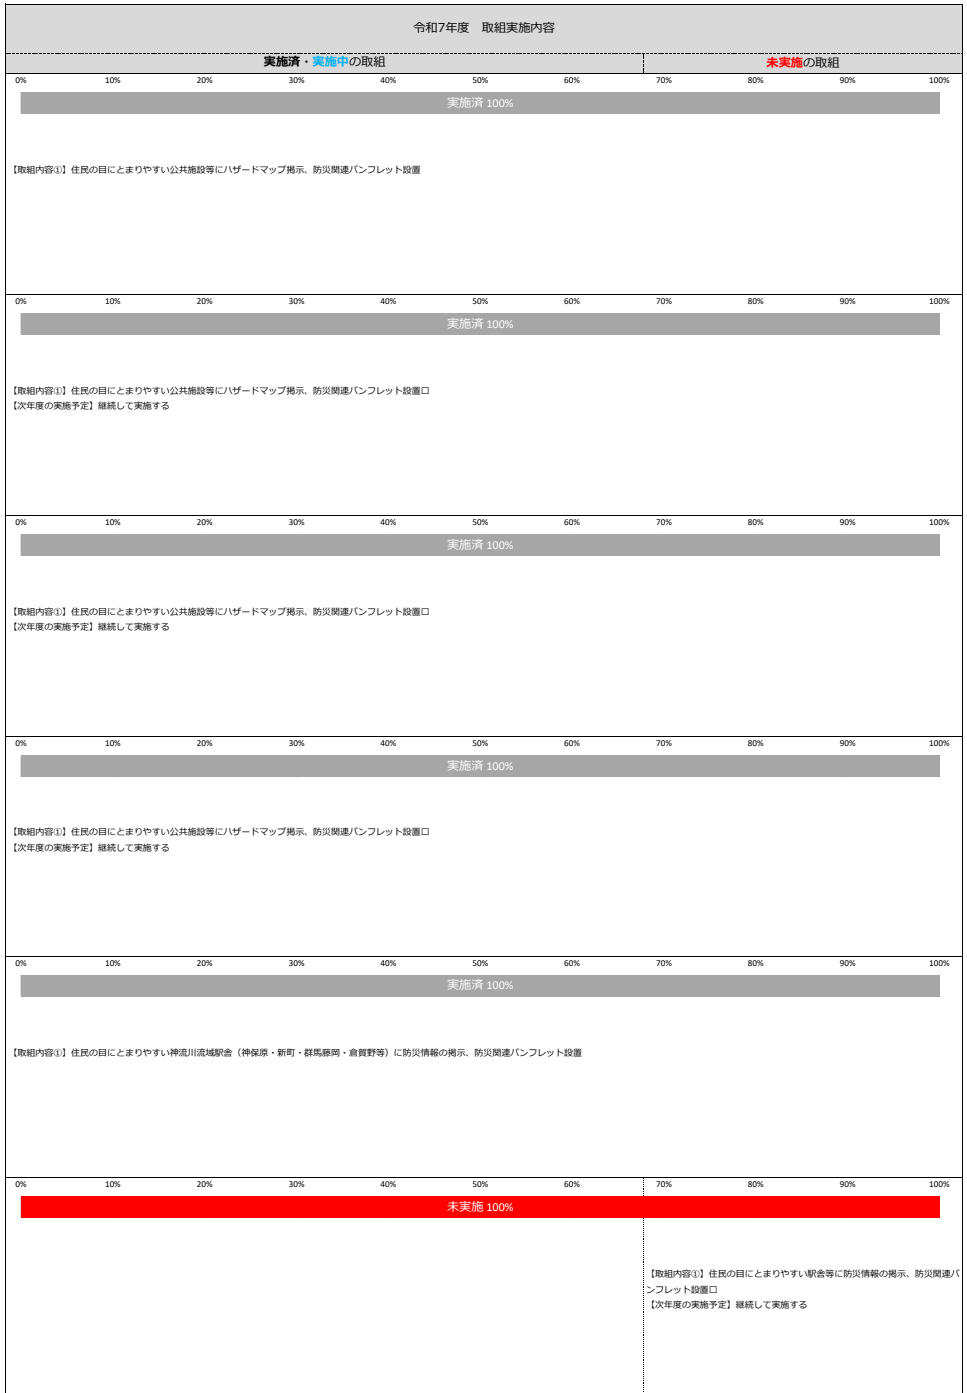 令和7年度　取組実施内容
実施済・実施中の取組
未実施の取組
0% 10% 20% 30% 40% 50% 60% 70% 80% 90% 100%
実施済 100%
【取組内容①】住民の目にとまりやすい公共施設等にハザードマップ掲示、防災関連パンフレット設置
0% 10% 20% 30% 40% 50% 60% 70% 80% 90% 100%
実施済 100%
【取組内容①】住民の目にとまりやすい公共施設等にハザードマップ掲示、防災関連パンフレット設置口
【次年度の実施予定】継続して実施する
0% 10% 20% 30% 40% 50% 60% 70% 80% 90% 100%
実施済 100%
【取組内容①】住民の目にとまりやすい公共施設等にハザードマップ掲示、防災関連パンフレット設置口
【次年度の実施予定】継続して実施する
0% 10% 20% 30% 40% 50% 60% 70% 80% 90% 100%
実施済 100%
【取組内容①】住民の目にとまりやすい公共施設等にハザードマップ掲示、防災関連パンフレット設置口
【次年度の実施予定】継続して実施する
0% 10% 20% 30% 40% 50% 60% 70% 80% 90% 100%
実施済 100%
【取組内容①】住民の目にとまりやすい神流川流域駅舎（神保原・新町・群馬藤岡・倉賀野等）に防災情報の掲示、防災関連パンフレット設置
0% 10% 20% 30% 40% 50% 60% 70% 80% 90% 100%
未実施 100%
【取組内容①】住民の目にとまりやすい駅舎等に防災情報の掲示、防災関連パ
ンフレット設置口
【次年度の実施予定】継続して実施する